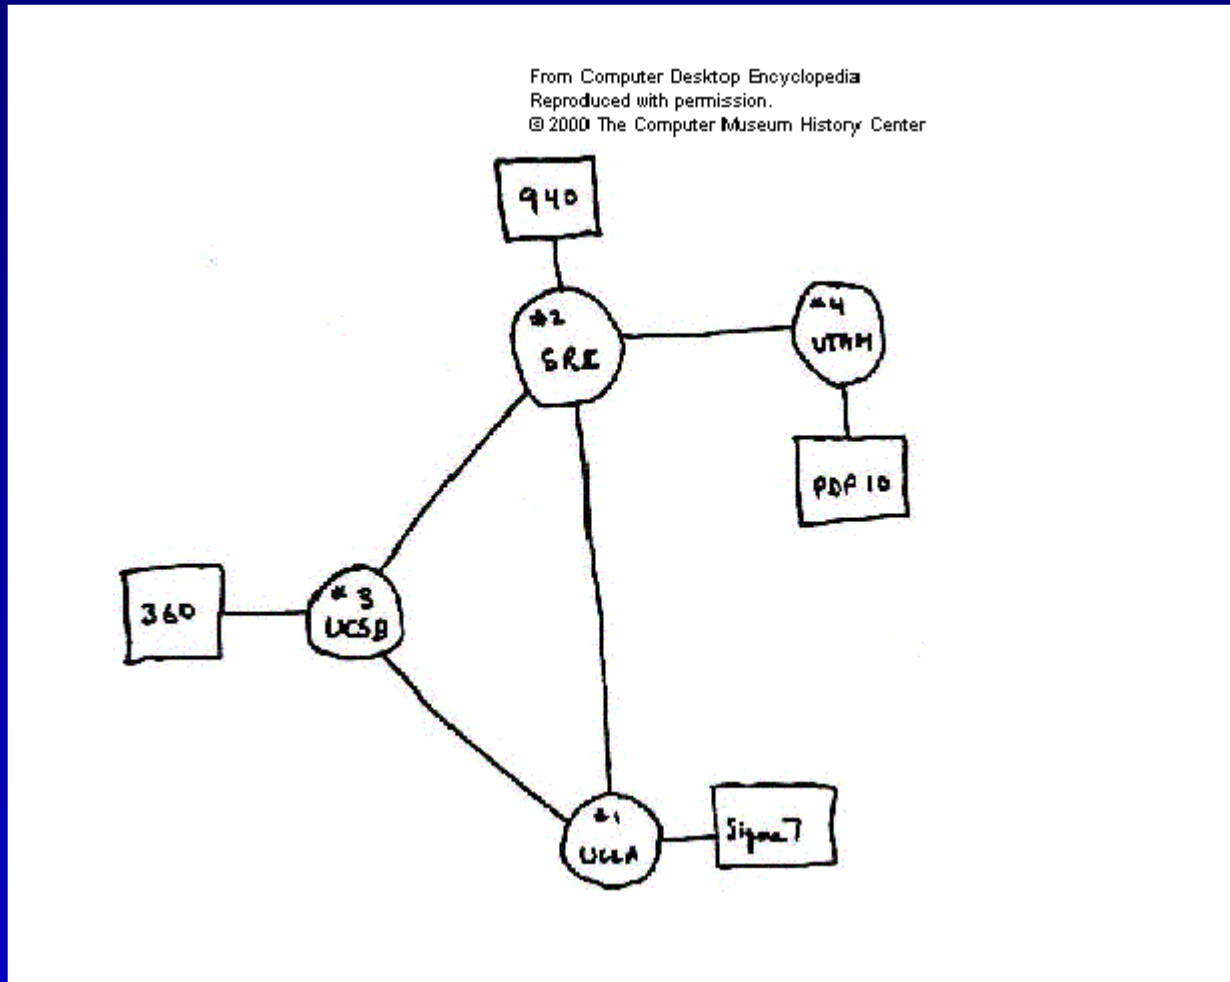 From Computer Desktop Encyclopedia
Reproduced with permission.
© 2000 The Computer Museum History Center
940
#2
SRI
#4
UTAH
PDP 10
360
#3
UCSB
#1
UCLA
Sigma 7